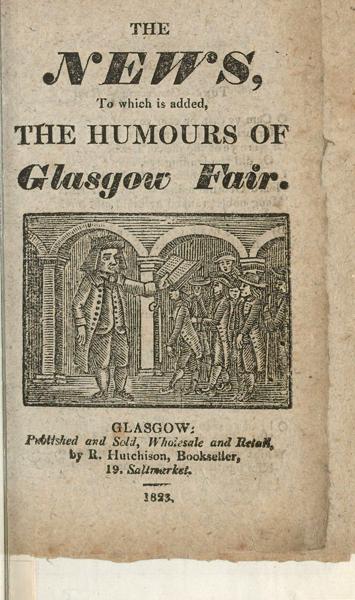 THE
NEWS,
To which is added,
THE HUMOURS OF
Glasgow Fair.
GLASGOW:
Published and Sold, Wholesale and Retail,
by R. Hutchison, Bookseller,
19. Saltmarket.
1823.